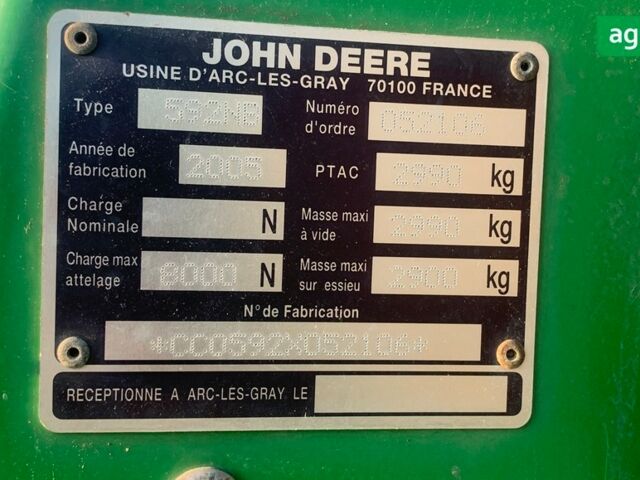 ag
JOHN DEERE
USINE D'ARC-LES-GRAY 70100 FRANCE
Type 592NB Numéro d'ordre 052106
Année de fabrication 2005 PTAC 2990 kg
Charge Nominale N Masse maxi à vide 2990 kg
Charge max attelage 8000 N Masse maxi sur essieu 2900 kg
N° de Fabrication
*CC0592X052106*
RECEPTIONNE A ARC-LES-GRAY LE